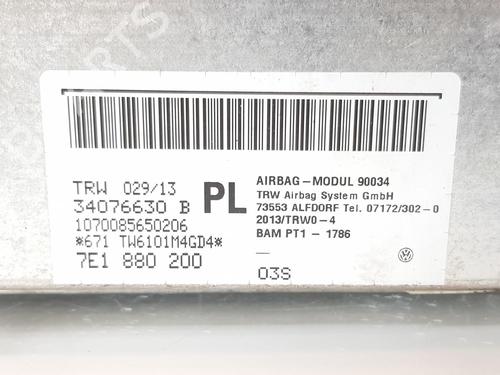 TRW 029/13
34076630 B
PL
1070085650206
*671 TW6101M4GD4*
7E1 880 200
AIRBAG-MODUL 90034
TRW Airbag System GmbH
73553 ALFDORF Tel. 07172/302-0
2013/TRW0-4
BAM PT1 - 1786
03S